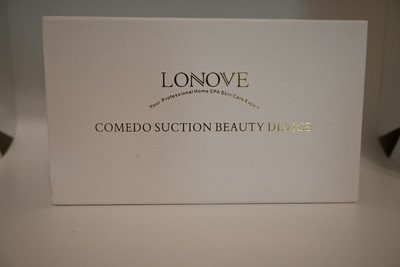 LONOVE
Your Professional Home SPA Skin Care Expert
COMEDO SUCTION BEAUTY DEVICE